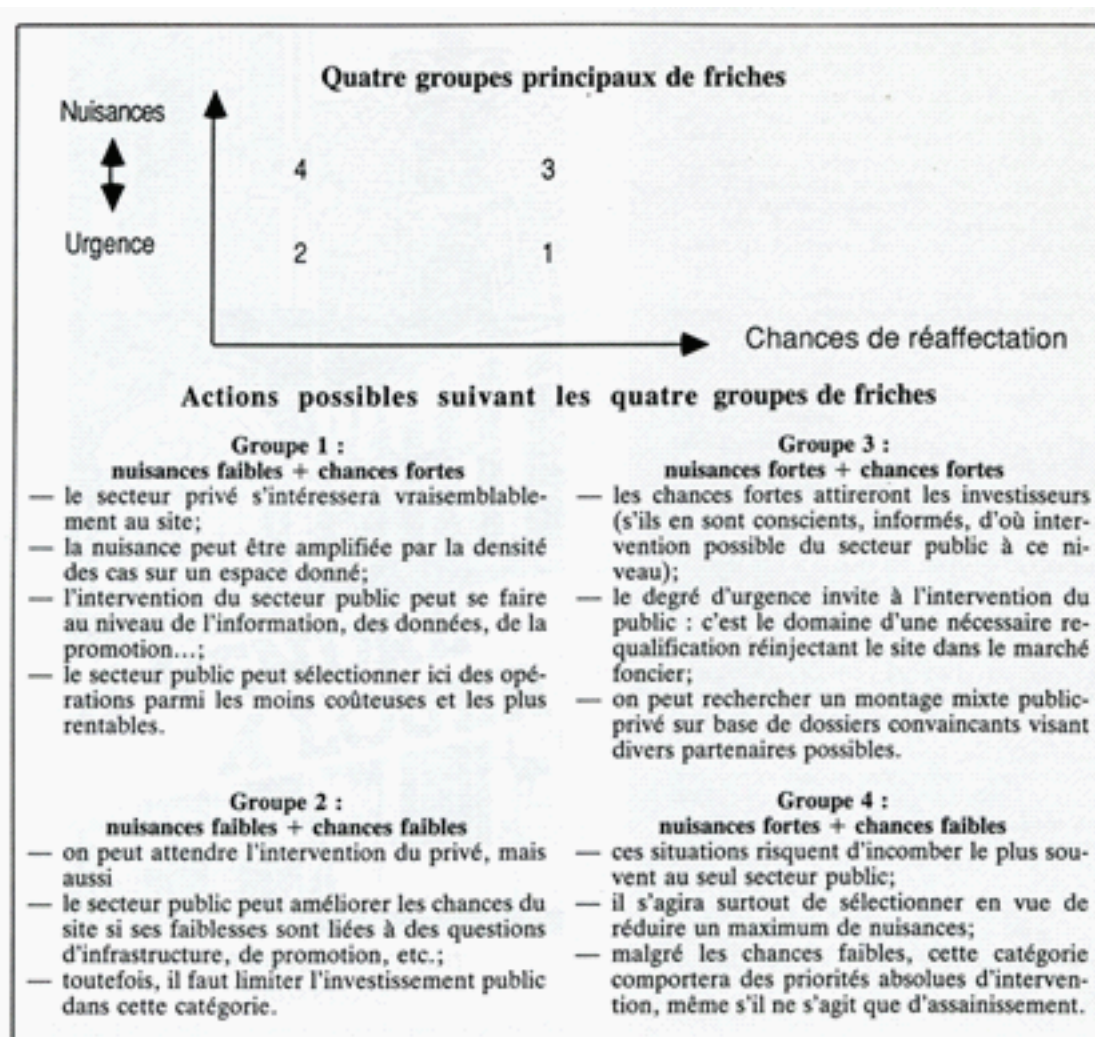 Quatre groupes principaux de friches
Nuisances
Urgence
4
3
2
1
Chances de réaffectation
Actions possibles suivant les quatre groupes de friches
Groupe 1 :
nuisances faibles + chances fortes
— le secteur privé s'intéressera vraisemblable-
ment au site;
— la nuisance peut être amplifiée par la densité
des cas sur un espace donné;
— l'intervention du secteur public peut se faire
au niveau de l'information, des données, de la
promotion...;
— le secteur public peut sélectionner ici des opé-
rations parmi les moins coûteuses et les plus
rentables.
Groupe 2 :
nuisances faibles + chances faibles
— on peut attendre l'intervention du privé, mais
aussi
— le secteur public peut améliorer les chances du
site si ses faiblesses sont liées à des questions
d'infrastructure, de promotion, etc.;
— toutefois, il faut limiter l'investissement public
dans cette catégorie.
Groupe 3 :
nuisances fortes + chances fortes
— les chances fortes attireront les investisseurs
(s'ils en sont conscients, informés, d'où inter-
vention possible du secteur public à ce ni-
veau);
— le degré d'urgence invite à l'intervention du
public : c'est le domaine d'une nécessaire re-
qualification réinjectant le site dans le marché
foncier;
— on peut rechercher un montage mixte public-
privé sur base de dossiers convaincants visant
divers partenaires possibles.
Groupe 4 :
nuisances fortes + chances faibles
— ces situations risquent d'incomber le plus sou-
vent au seul secteur public;
— il s'agira surtout de sélectionner en vue de
réduire un maximum de nuisances;
— malgré les chances faibles, cette catégorie
comportera des priorités absolues d'interven-
tion, même s'il ne s'agit que d'assainissement.